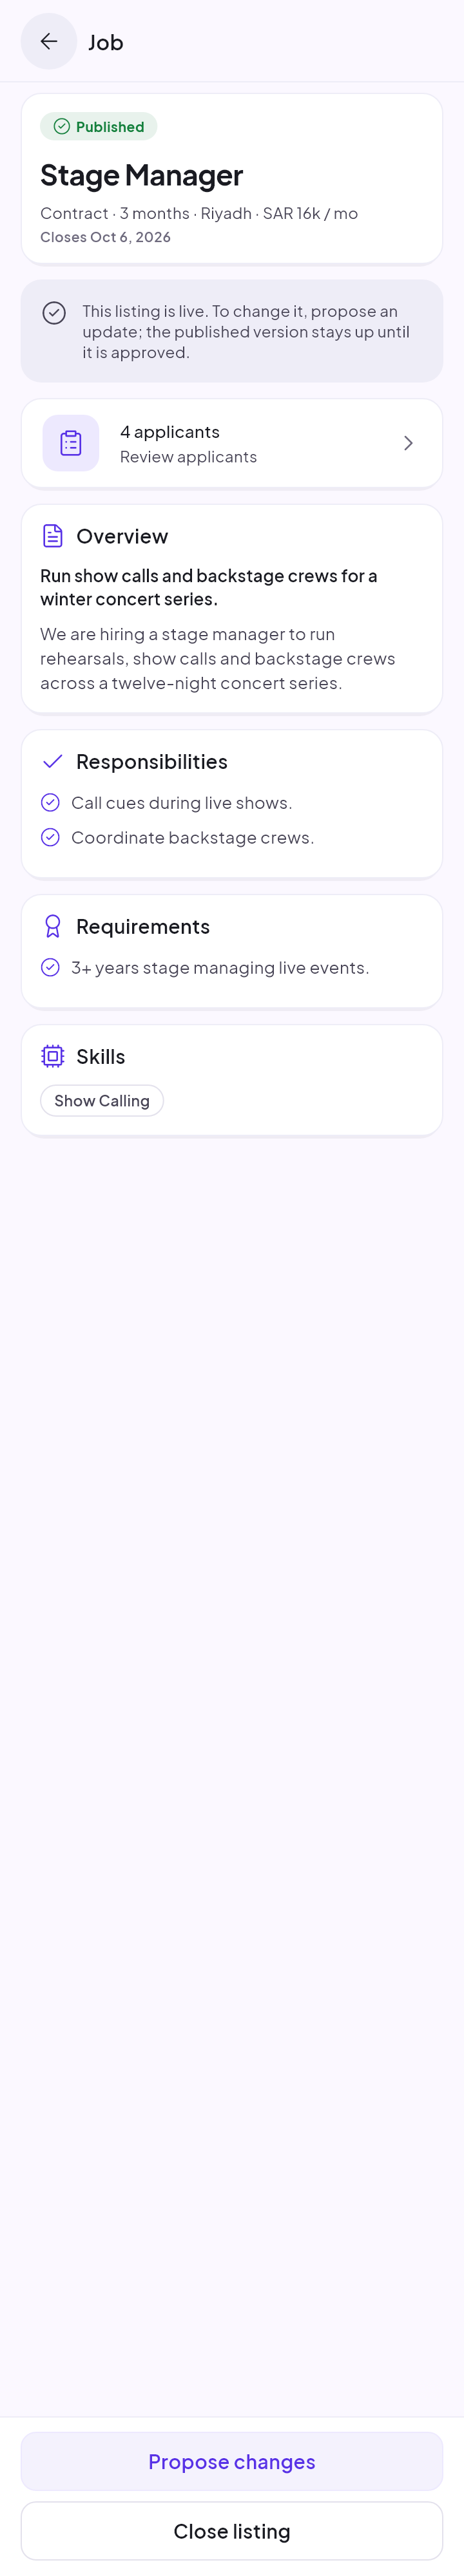 Job
Published
Stage Manager
Contract · 3 months · Riyadh · SAR 16k / mo
Closes Oct 6, 2026
This listing is live. To change it, propose an
update; the published version stays up until
it is approved.
4 applicants
Review applicants
Overview
Run show calls and backstage crews for a
winter concert series.
We are hiring a stage manager to run
rehearsals, show calls and backstage crews
across a twelve-night concert series.
Responsibilities
Call cues during live shows.
Coordinate backstage crews.
Requirements
3+ years stage managing live events.
Skills
Show Calling
Propose changes
Close listing